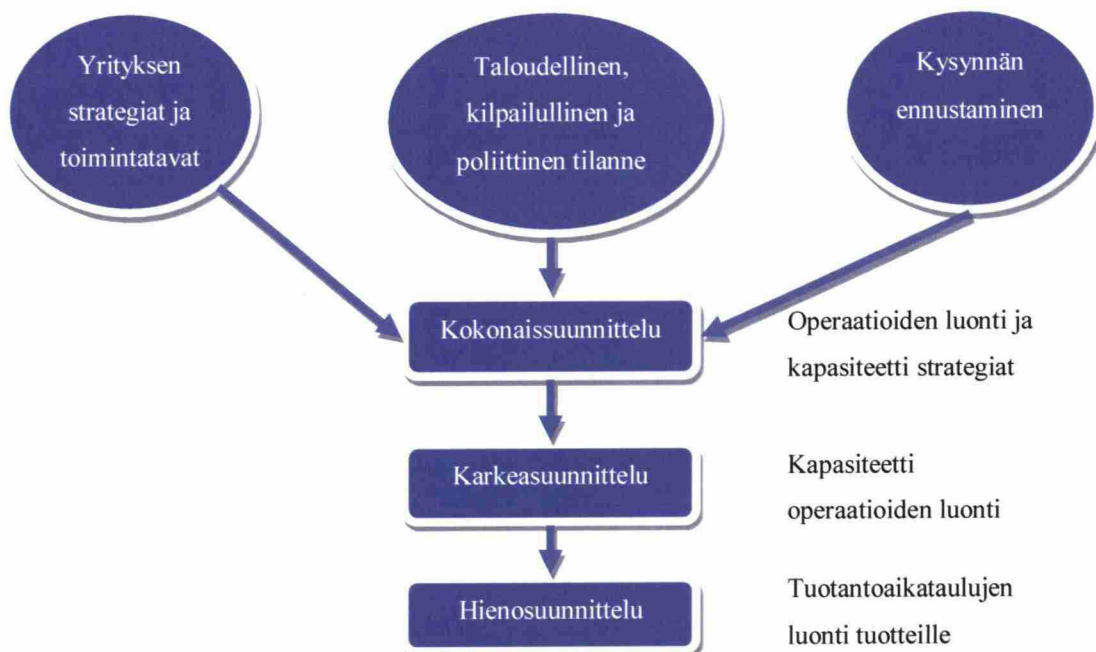 Yrityksen
strategiat ja
toimintatavat
Taloudellinen,
kilpailullinen ja
poliittinen tilanne
Kysynnän
ennustaminen
Kokonaissuunnittelu
Operaatioiden luonti ja
kapasiteetti strategiat
Karkeasuunnittelu
Kapasiteetti
operaatioiden luonti
Hienosuunnittelu
Tuotantoaikataulujen
luonti tuotteille